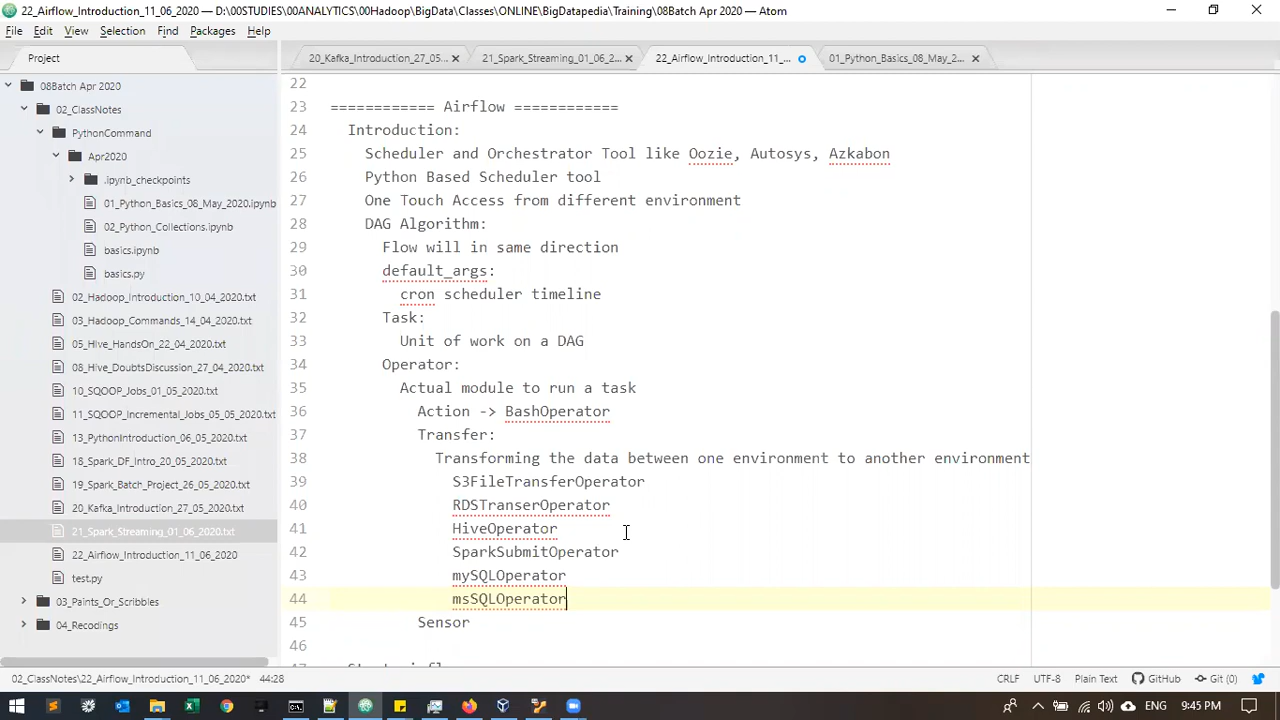 22_Airflow_Introduction_11_06_2020 — D:\00STUDIES\00ANALYTICS\00Hadoop\BigData\Classes\ONLINE\BigDatapedia\Training\08Batch Apr 2020 — Atom
File Edit View Selection Find Packages Help
Project
20_Kafka_Introduction_27_05...
21_Spark_Streaming_01_06_2...
22_Airflow_Introduction_11_...
01_Python_Basics_08_May_2...
08Batch Apr 2020
02_ClassNotes
PythonCommand
Apr2020
.ipynb_checkpoints
01_Python_Basics_08_May_2020.ipynb
02_Python_Collections.ipynb
basics.ipynb
basics.py
02_Hadoop_Introduction_10_04_2020.txt
03_Hadoop_Commands_14_04_2020.txt
05_Hive_HandsOn_22_04_2020.txt
08_Hive_DoubtsDiscussion_27_04_2020.txt
10_SQOOP_Jobs_01_05_2020.txt
11_SQOOP_Incremental_Jobs_05_05_2020.txt
13_PythonIntroduction_06_05_2020.txt
18_Spark_DF_Intro_20_05_2020.txt
19_Spark_Batch_Project_26_05_2020.txt
20_Kafka_Introduction_27_05_2020.txt
21_Spark_Streaming_01_06_2020.txt
22_Airflow_Introduction_11_06_2020
test.py
03_Paints_Or_Scribbles
04_Recodings
22
23 ============ Airflow ============
24 Introduction:
25 Scheduler and Orchestrator Tool like Oozie, Autosys, Azkabon
26 Python Based Scheduler tool
27 One Touch Access from different environment
28 DAG Algorithm:
29 Flow will in same direction
30 default_args:
31 cron scheduler timeline
32 Task:
33 Unit of work on a DAG
34 Operator:
35 Actual module to run a task
36 Action -> BashOperator
37 Transfer:
38 Transforming the data between one environment to another environment
39 S3FileTransferOperator
40 RDSTranserOperator
41 HiveOperator
42 SparkSubmitOperator
43 mySQLOperator
44 msSQLOperator
45 Sensor
46
02_ClassNotes\22_Airflow_Introduction_11_06_2020* 44:28
CRLF UTF-8 Plain Text GitHub Git (0)
ENG 9:45 PM